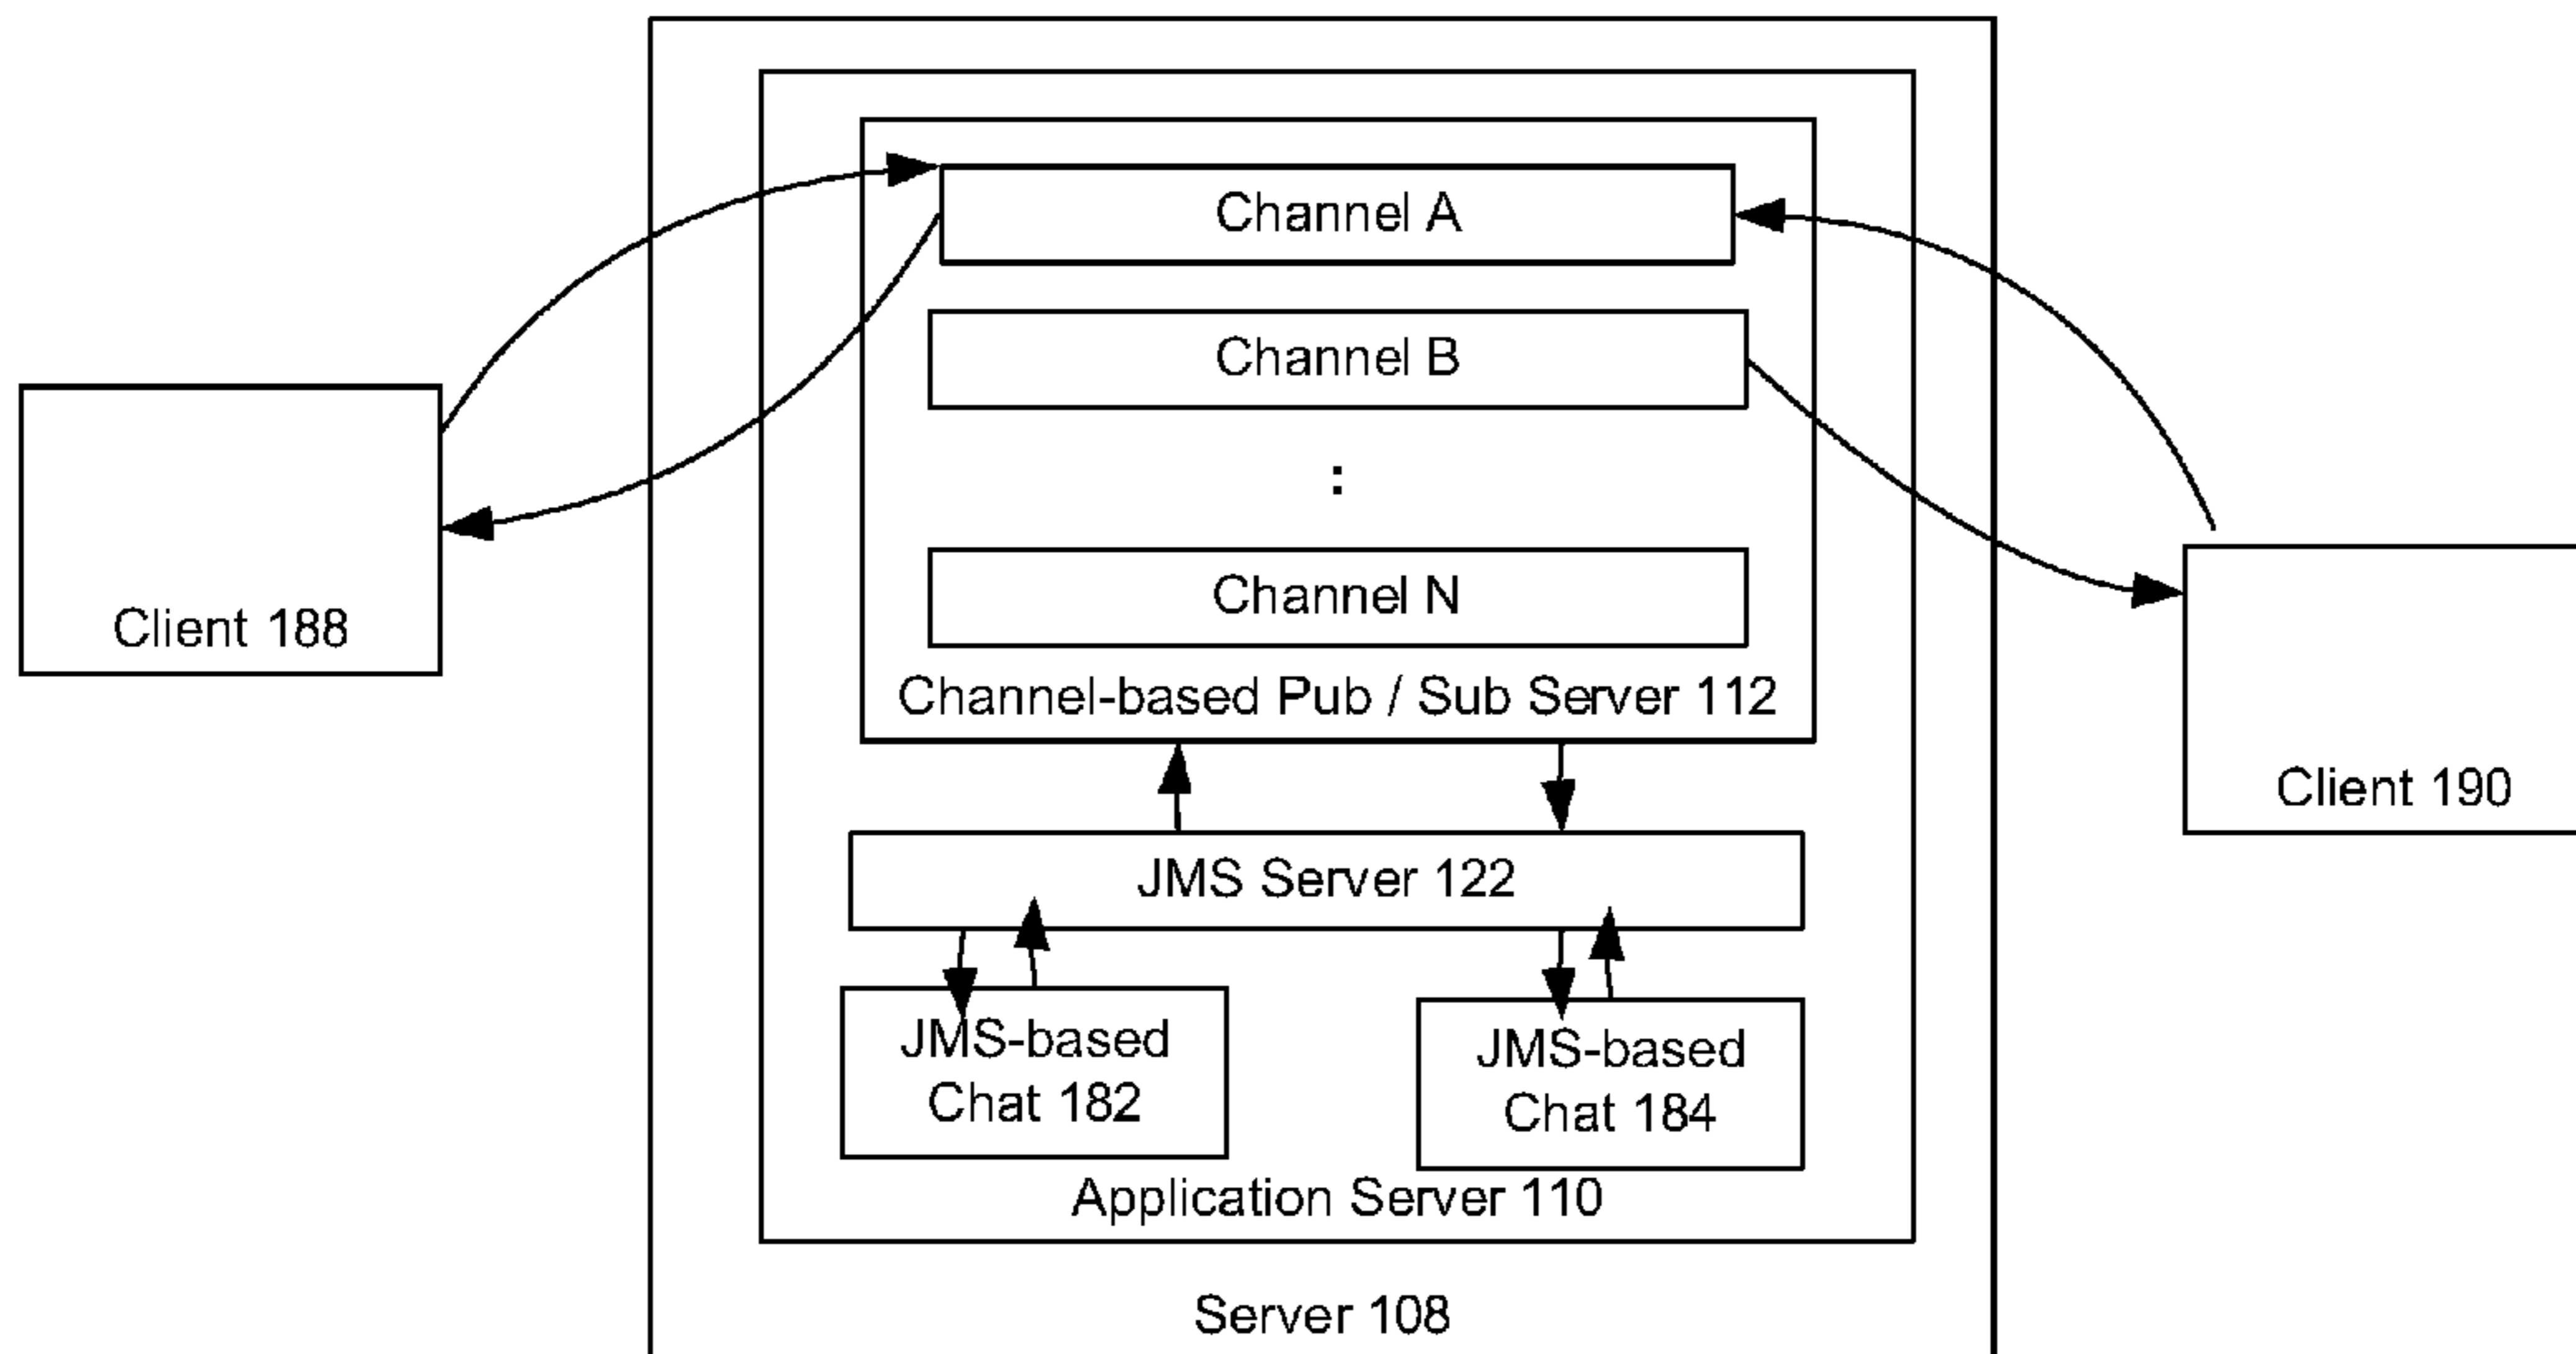 Channel A
Channel B
:
Channel N
Channel-based Pub / Sub Server 112
Client 188
Client 190
JMS Server 122
JMS-based
Chat 182
JMS-based
Chat 184
Application Server 110
Server 108